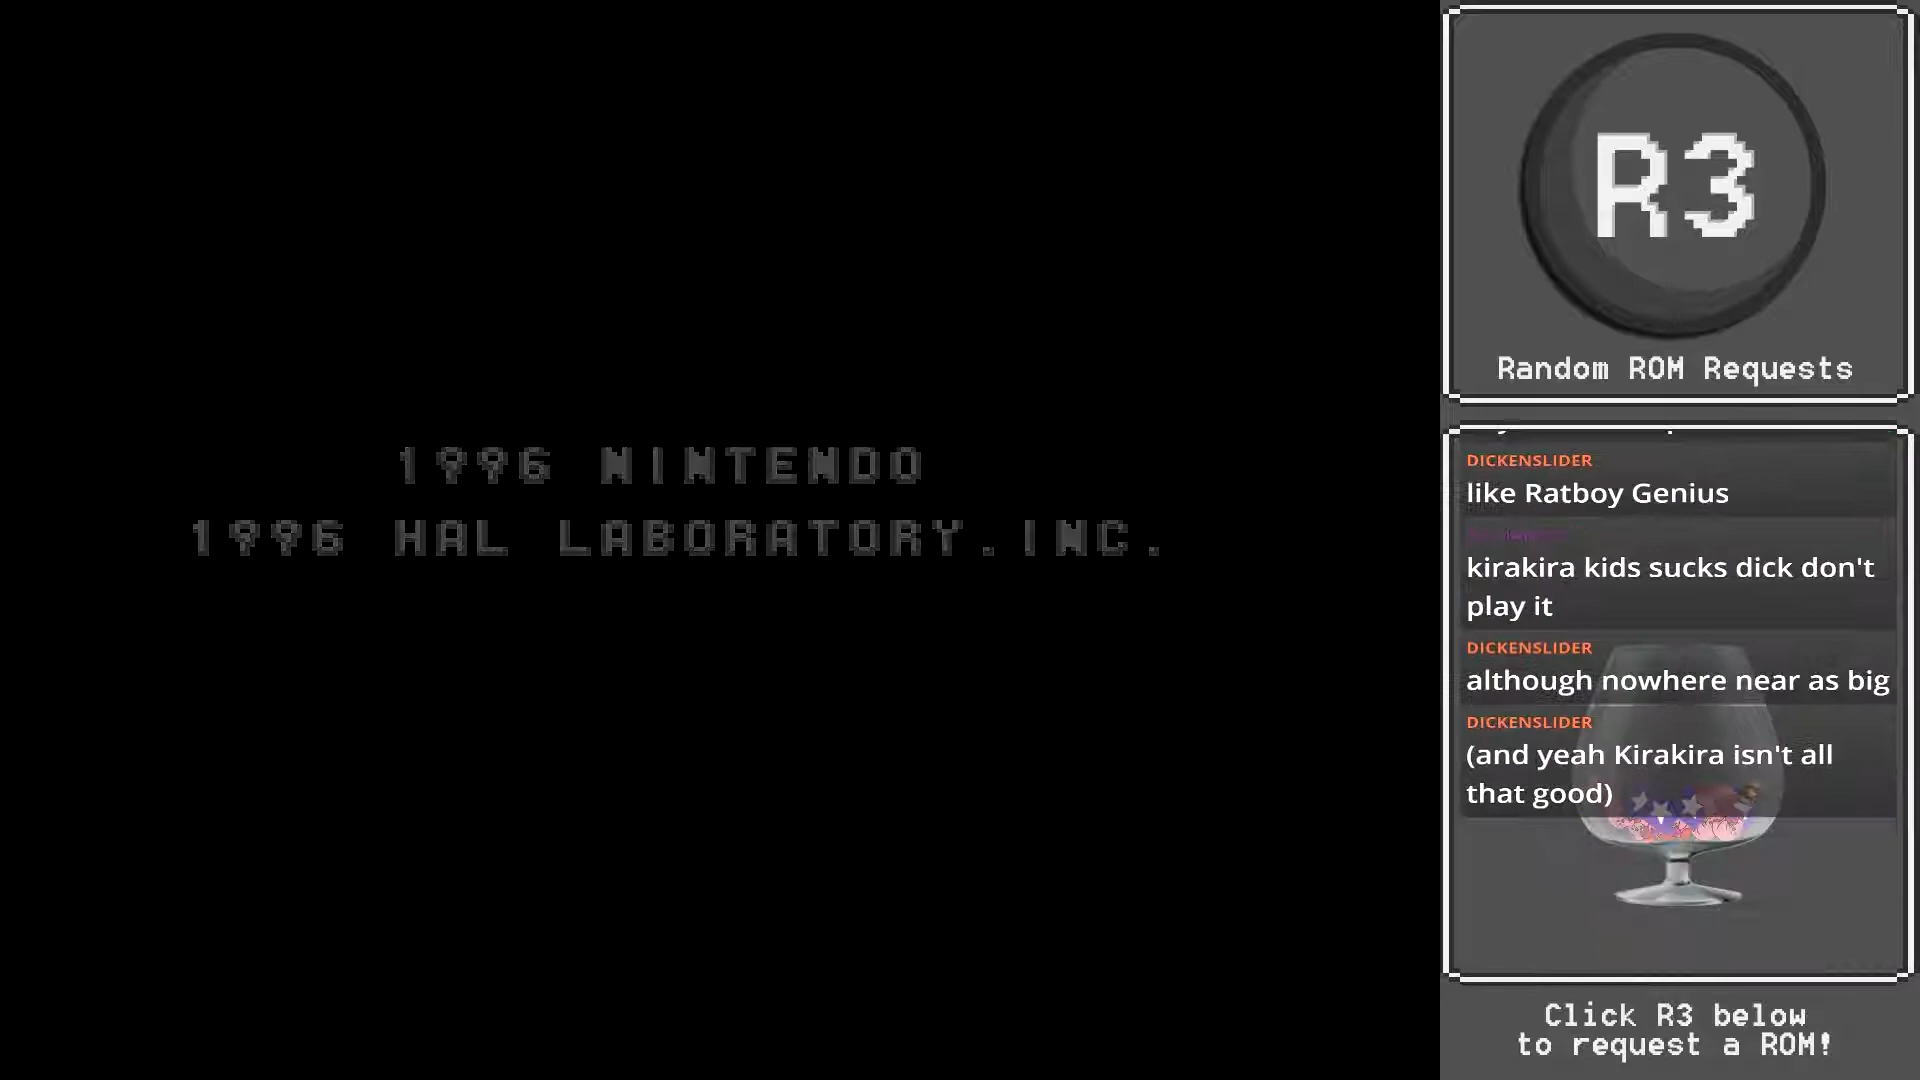 1996 NINTENDO
1996 HAL LABORATORY.INC.
R3
Random ROM Requests
DICKENSLIDER
like Ratboy Genius
kirakira kids sucks dick don't
play it
DICKENSLIDER
although nowhere near as big
DICKENSLIDER
(and yeah Kirakira isn't all
that good)
Click R3 below
to request a ROM!